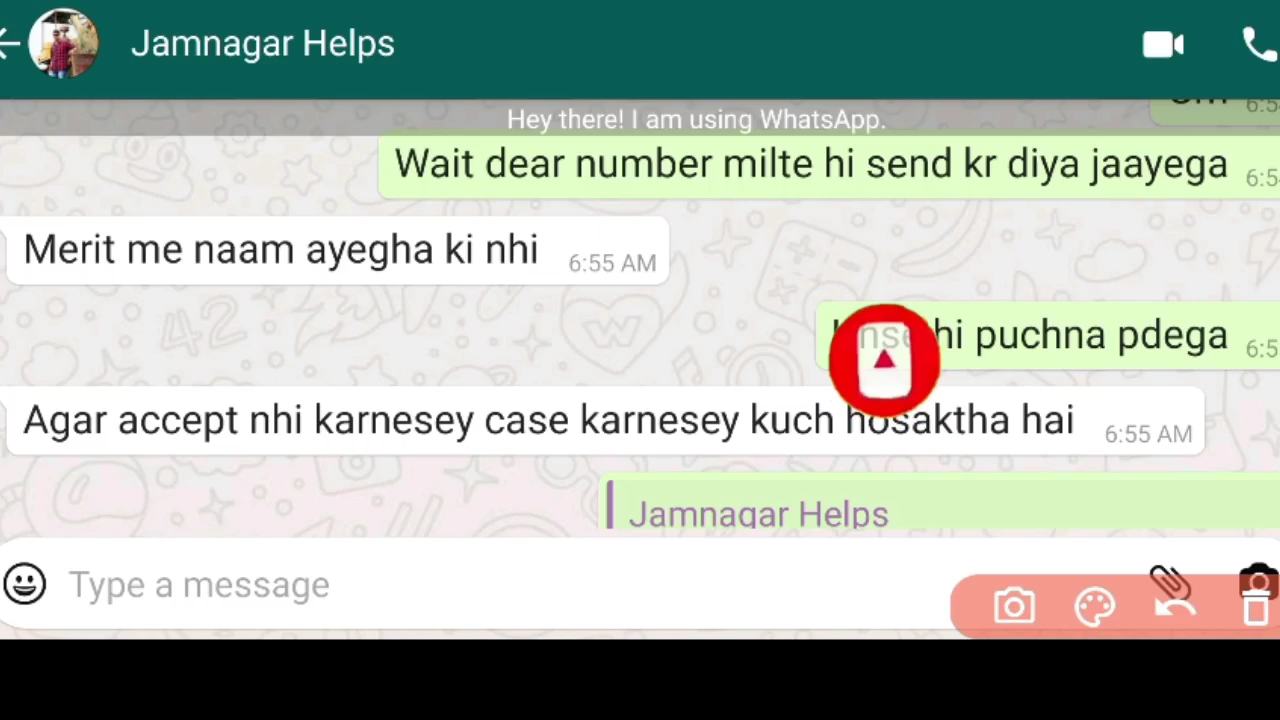 Jamnagar Helps
Hey there! I am using WhatsApp.
Wait dear number milte hi send kr diya jaayega
Merit me naam ayegha ki nhi 6:55 AM
hi puchna pdega
Agar accept nhi karnesey case karnesey kuch hosaktha hai 6:55 AM
Jamnagar Helps
Type a message